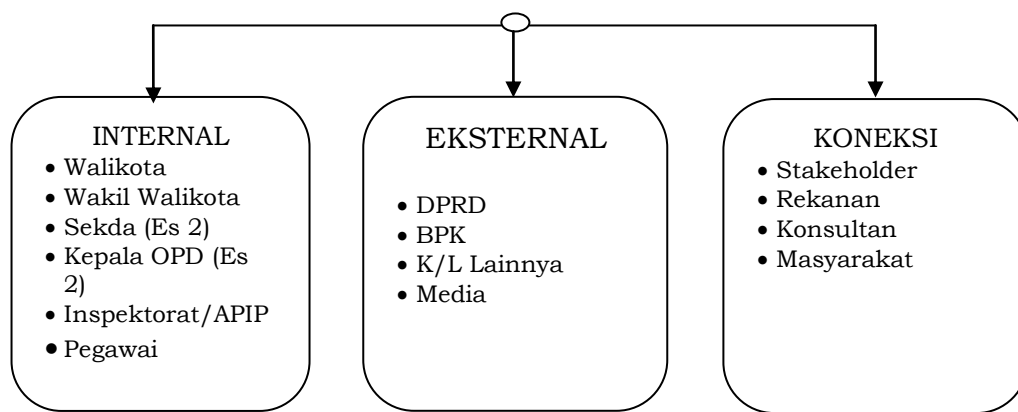 INTERNAL
• Walikota
• Wakil Walikota
• Sekda (Es 2)
• Kepala OPD (Es
2)
• Inspektorat/APIP
• Pegawai
EKSTERNAL
• DPRD
• BPK
• K/L Lainnya
• Media
KONEKSI
• Stakeholder
• Rekanan
• Konsultan
• Masyarakat